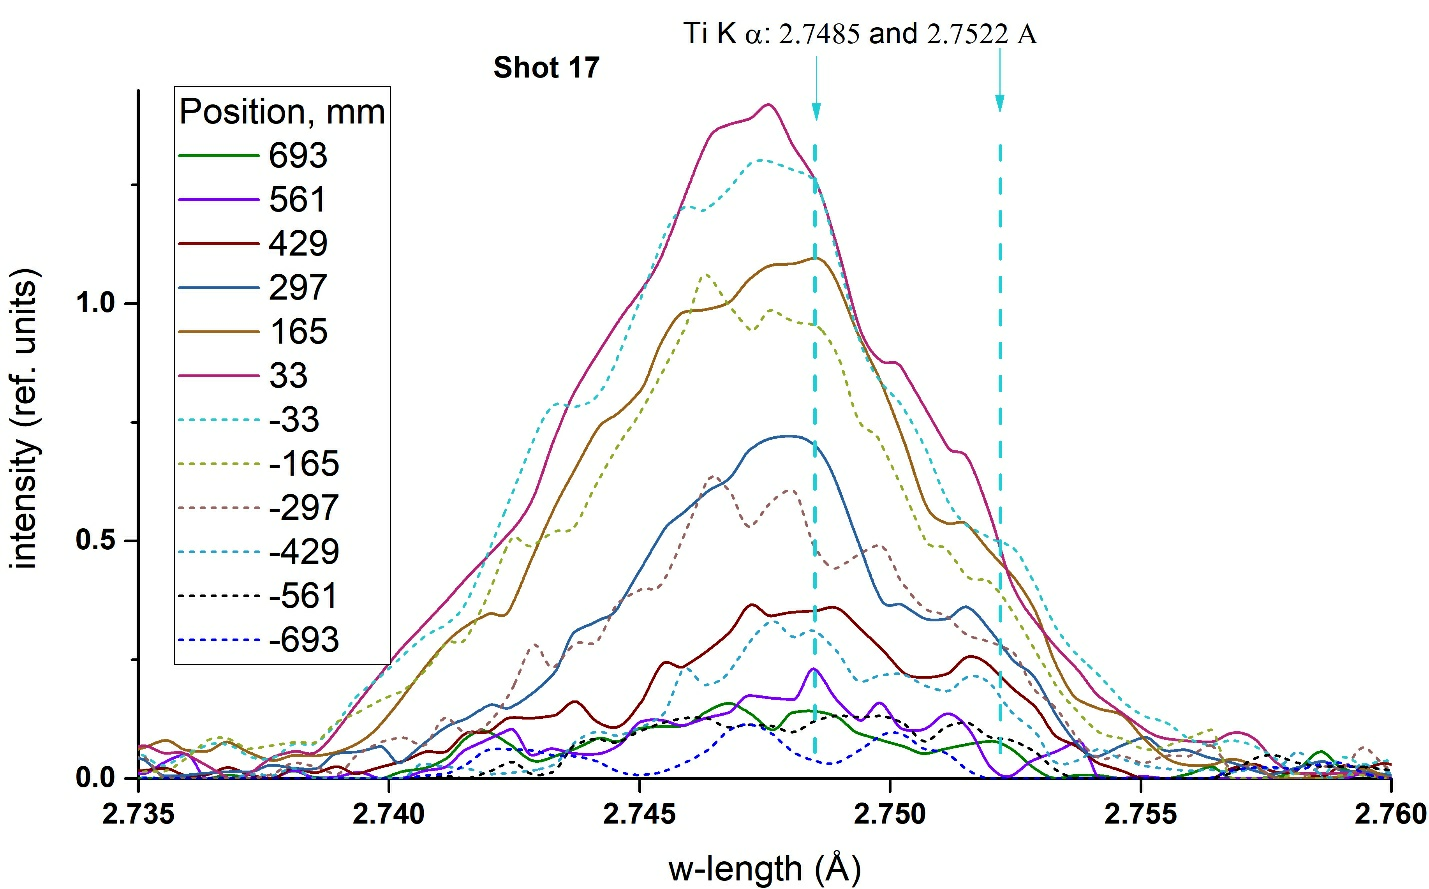 Ti K α: 2.7485 and 2.7522 A
Shot 17
Position, mm
693
561
429
297
165
33
-33
-165
-297
-429
-561
-693
intensity (ref. units)
1.0
0.5
0.0
2.735 2.740 2.745 2.750 2.755 2.760
w-length (Å)